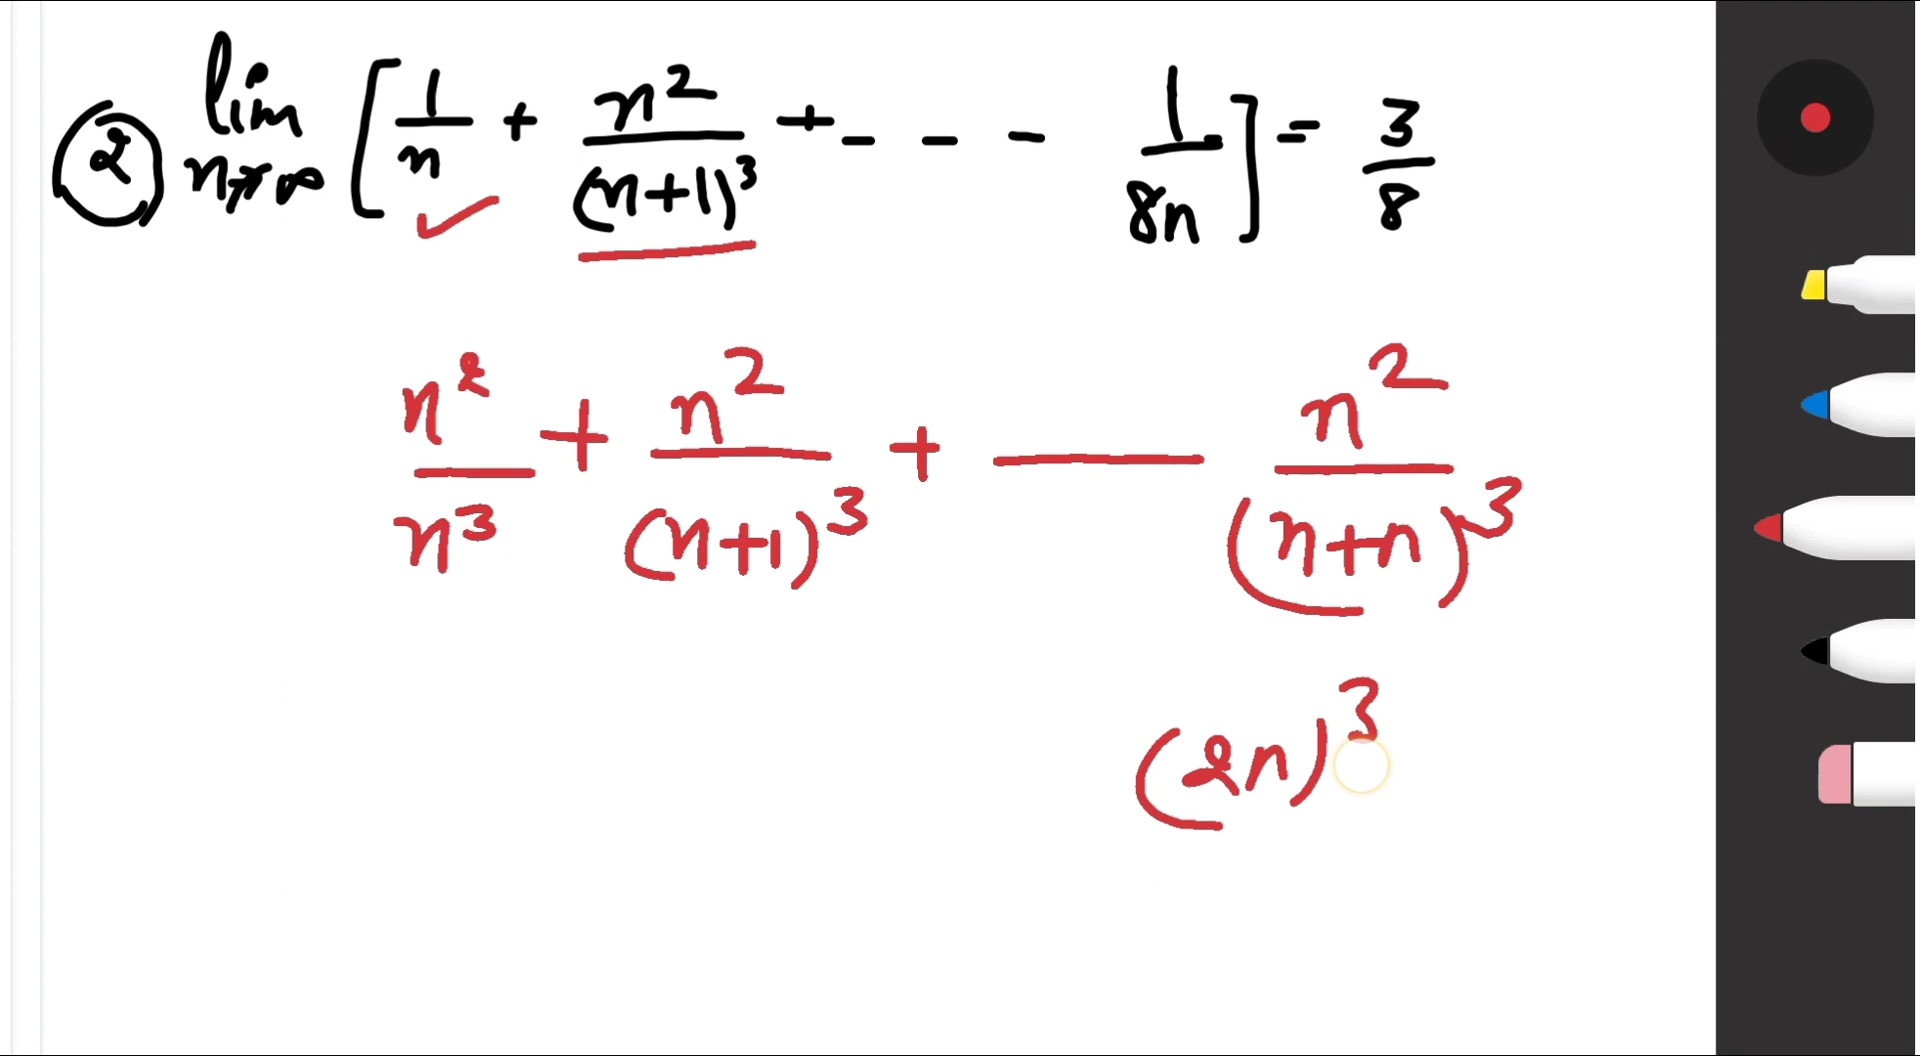 ② lim n→∞ [ 1/n + n²/(n+1)³ + - - - 1/8n ] = 3/8
n²/n³ + n²/(n+1)³ + —— n²/(n+n)³
(2n)³